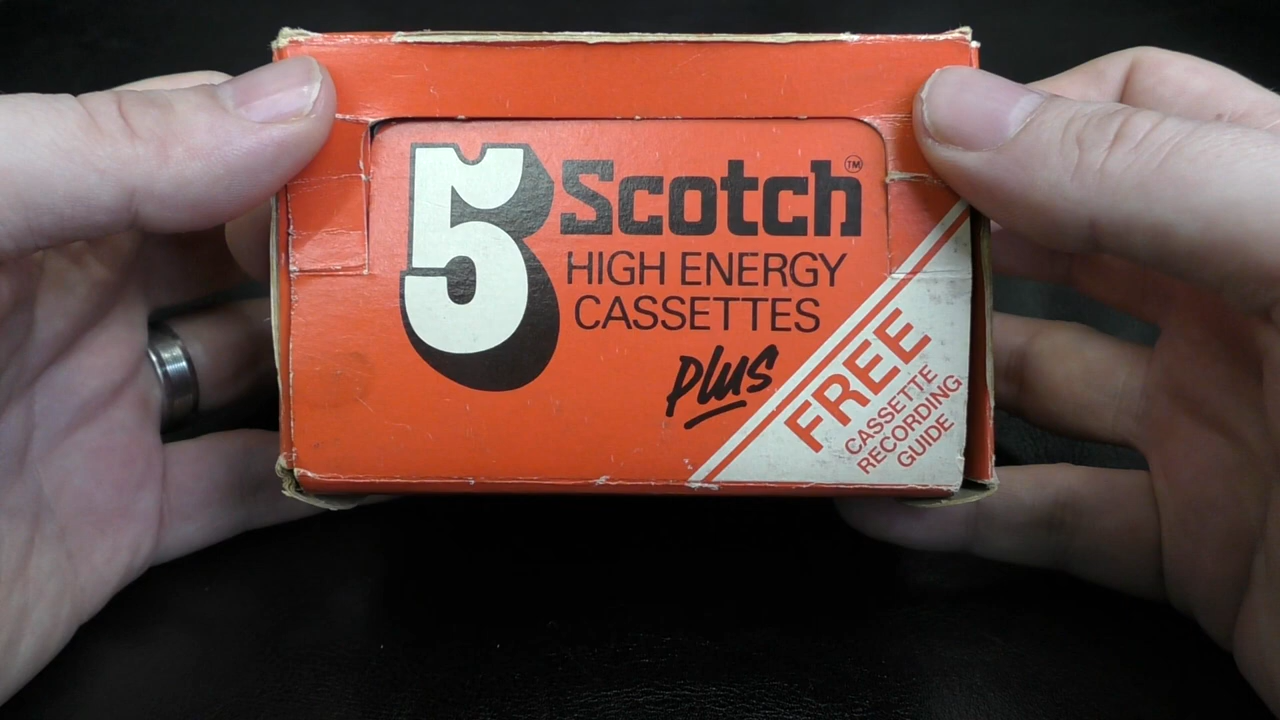 5 Scotch™
HIGH ENERGY
CASSETTES
plus
FREE
CASSETTE
RECORDING
GUIDE